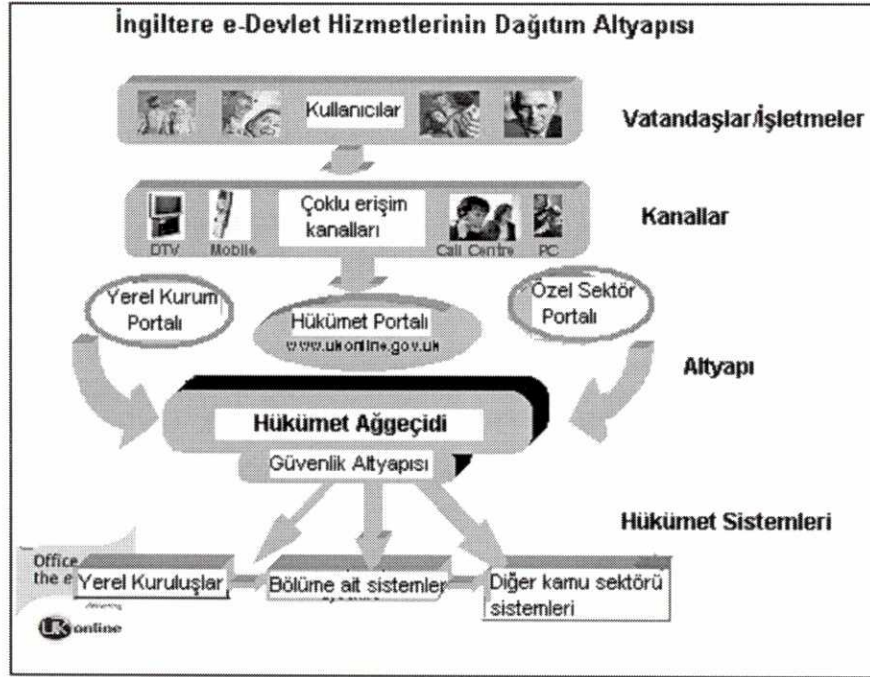 İngiltere e-Devlet Hizmetlerinin Dağıtım Altyapısı
Kullanıcılar
Vatandaşlar/İşletmeler
Çoklu erişim
kanalları
Kanallar
DTV
Mobile
Call Centre
PC
Yerel Kurum
Portalı
Hükümet Portalı
www.ukonline.gov.uk
Özel Sektör
Portalı
Altyapı
Hükümet Ağgeçidi
Güvenlik Altyapısı
Hükümet Sistemleri
Office
the e
Yerel Kuruluşlar
Bölüme ait sistemler
Diğer kamu sektörü
sistemleri
UK online